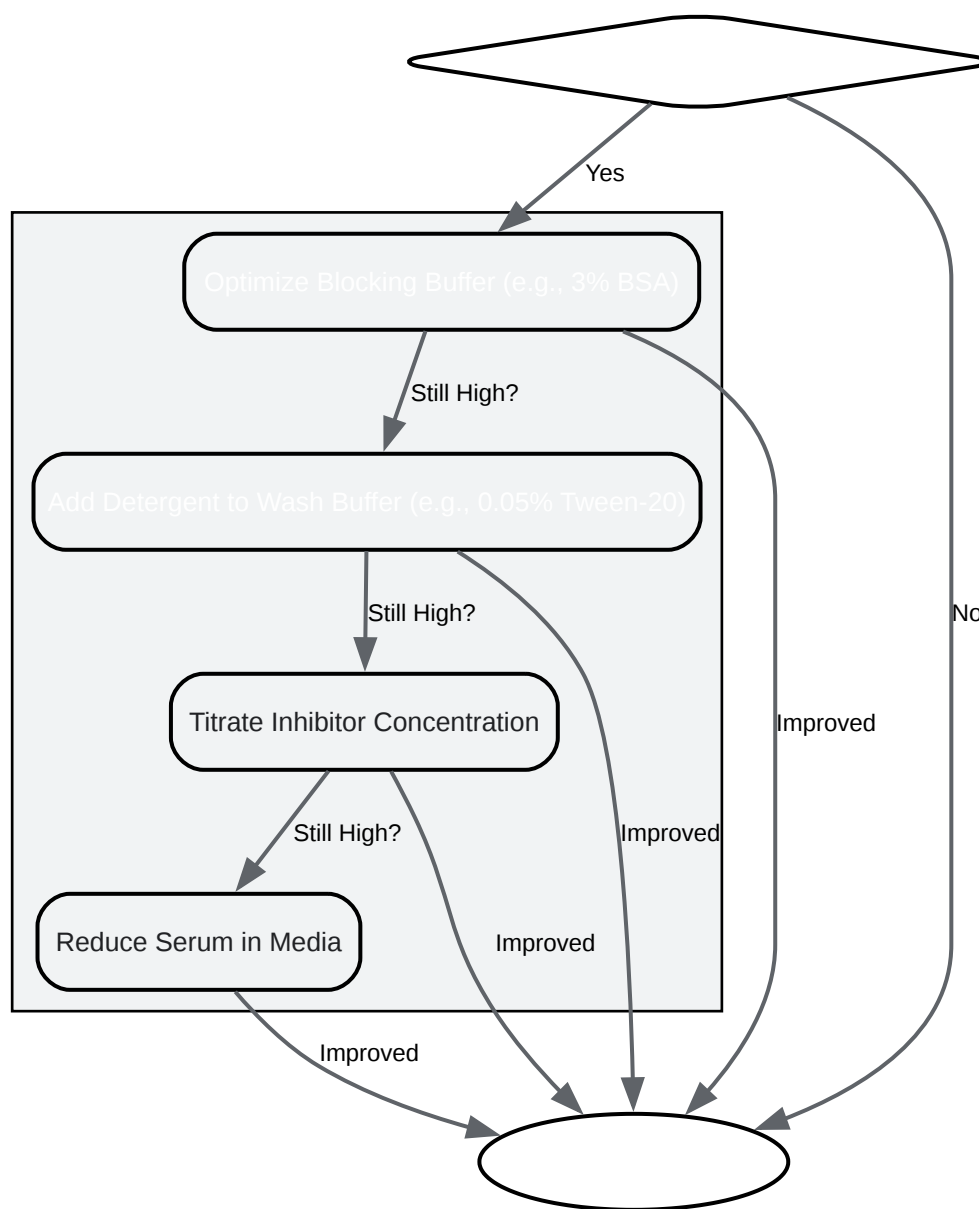 Yes
Optimize Blocking Buffer (e.g., 3% BSA)
Still High?
Add Detergent to Wash Buffer (e.g., 0.05% Tween-20)
Still High?
No
Titrate Inhibitor Concentration
Improved
Still High?
Improved
Reduce Serum in Media
Improved
Improved